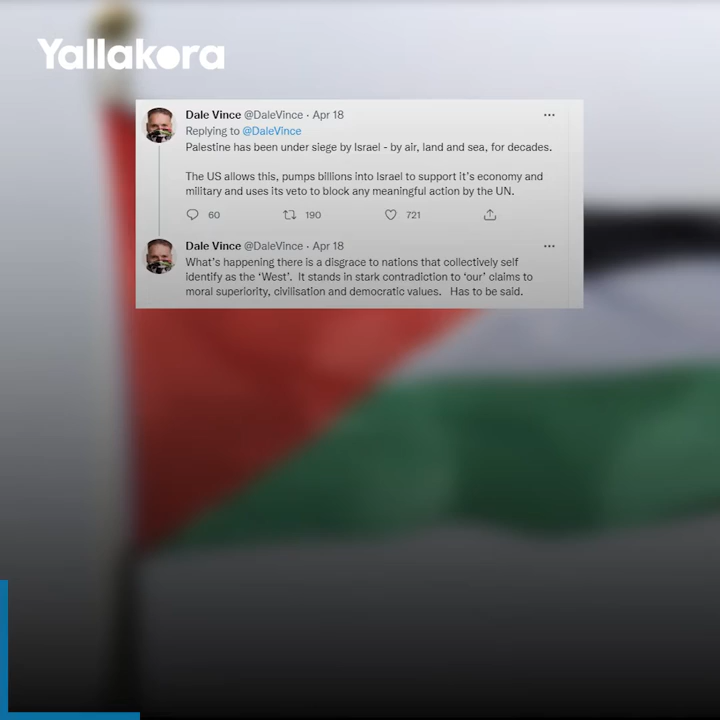 Yallakora
Dale Vince @DaleVince · Apr 18
Replying to @DaleVince
Palestine has been under siege by Israel - by air, land and sea, for decades.
The US allows this, pumps billions into Israel to support it's economy and
military and uses its veto to block any meaningful action by the UN.
60 190 721
Dale Vince @DaleVince · Apr 18
What's happening there is a disgrace to nations that collectively self
identify as the 'West'. It stands in stark contradiction to 'our' claims to
moral superiority, civilisation and democratic values. Has to be said.